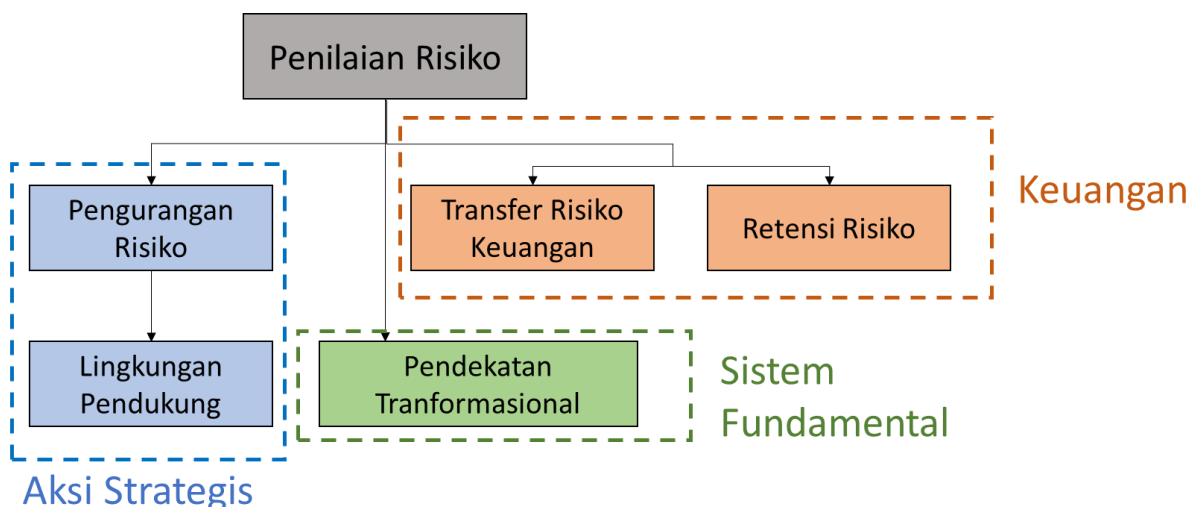 Penilaian Risiko
Pengurangan
Risiko
Transfer Risiko
Keuangan
Retensi Risiko
Keuangan
Lingkungan
Pendukung
Pendekatan
Tranformasional
Sistem
Fundamental
Aksi Strategis